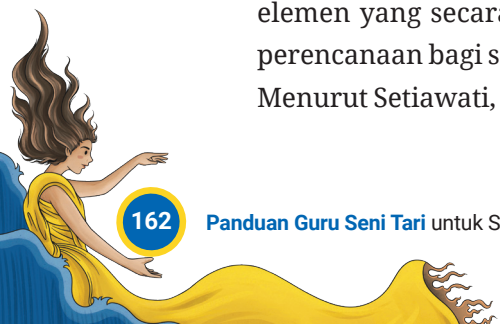 elemen yang secara
perencanaan bagi s
Menurut Setiawati,
162 Panduan Guru Seni Tari untuk S